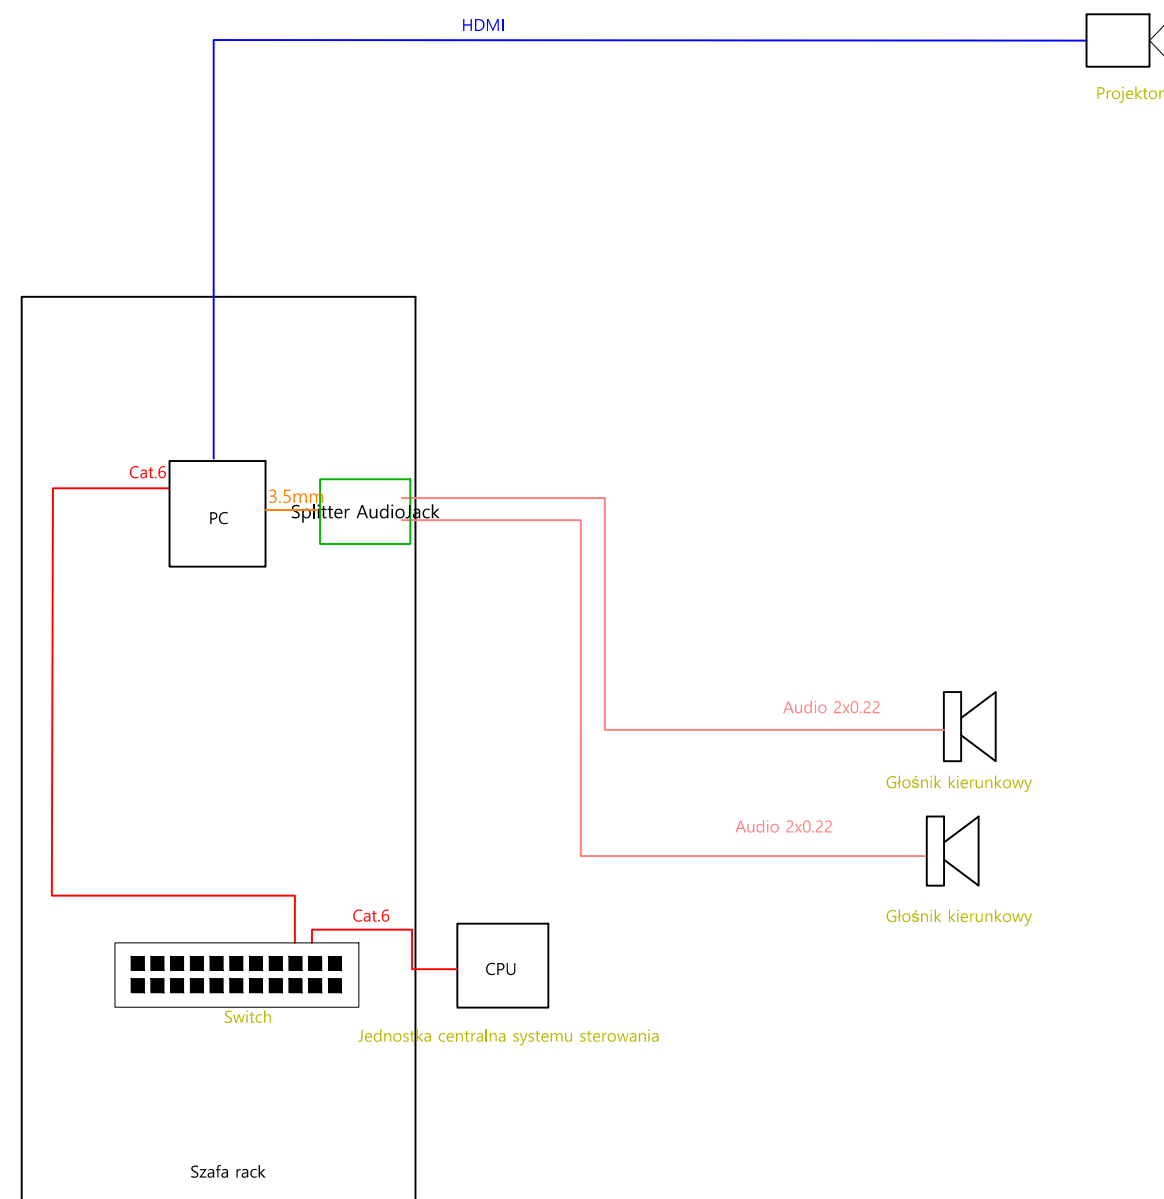 HDMI
Projektor
Cat.6
3.5mm
PC
Splitter AudioJack
Audio 2x0.22
Głośnik kierunkowy
Audio 2x0.22
Głośnik kierunkowy
Cat.6
CPU
Switch
Jednostka centralna systemu sterowania
Szafa rack